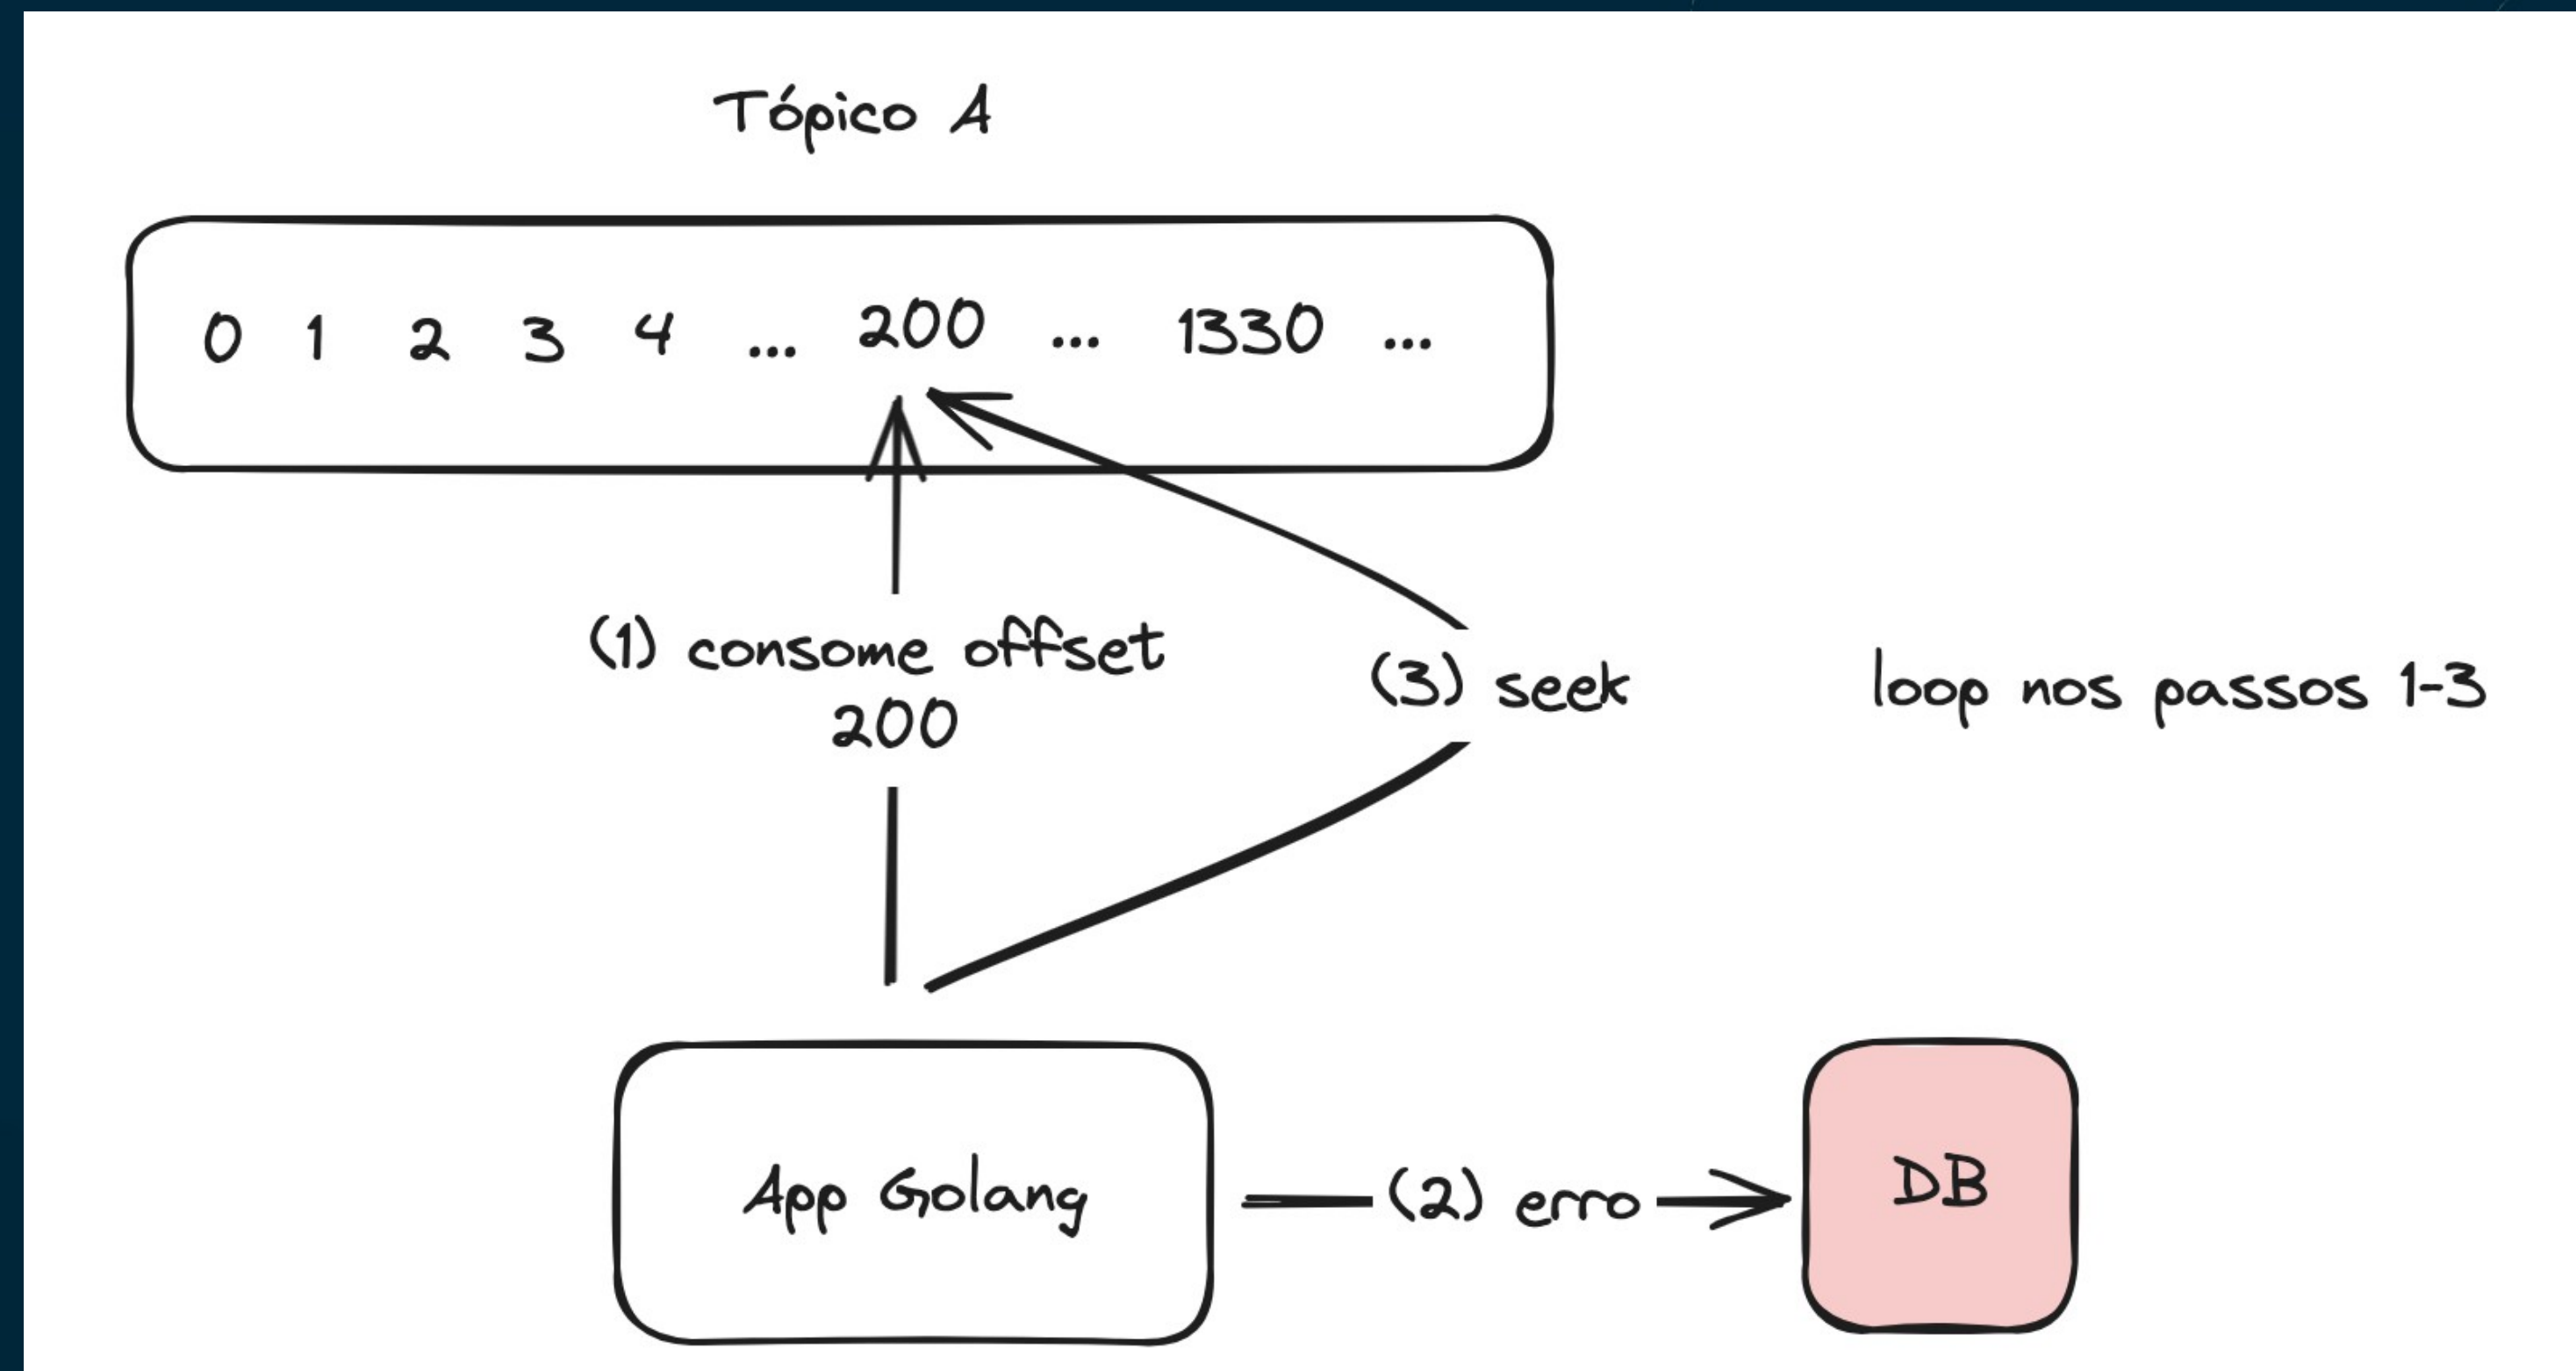 Tópico A
0 1 2 3 4 ... 200 ... 1330 ...
(1) consome offset
200
(3) seek
loop nos passos 1-3
App Golang
(2) erro
DB